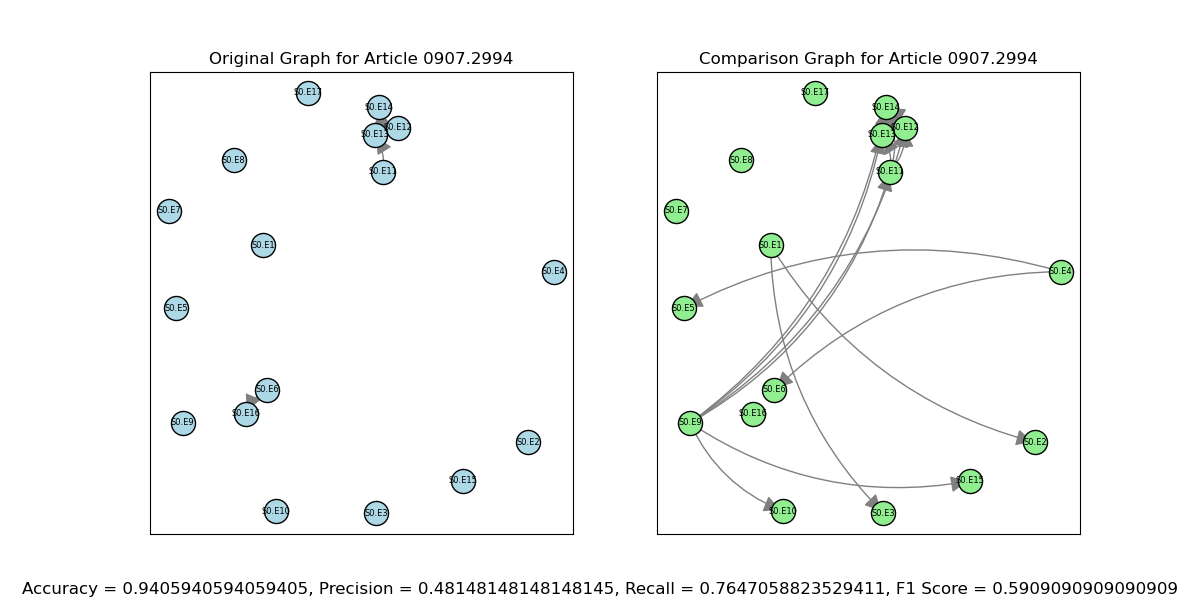 Original Graph for Article 0907.2994
S0.E17
S0.E14
S0.E12
S0.E13
S0.E8
S0.E11
S0.E7
S0.E1
S0.E4
S0.E5
S0.E6
S0.E16
S0.E9
S0.E2
S0.E15
S0.E10
S0.E3
Comparison Graph for Article 0907.2994
S0.E17
S0.E14
S0.E12
S0.E13
S0.E8
S0.E11
S0.E7
S0.E1
S0.E4
S0.E5
S0.E6
S0.E16
S0.E9
S0.E2
S0.E15
S0.E10
S0.E3
Accuracy = 0.9405940594059405, Precision = 0.48148148148148145, Recall = 0.7647058823529411, F1 Score = 0.5909090909090909